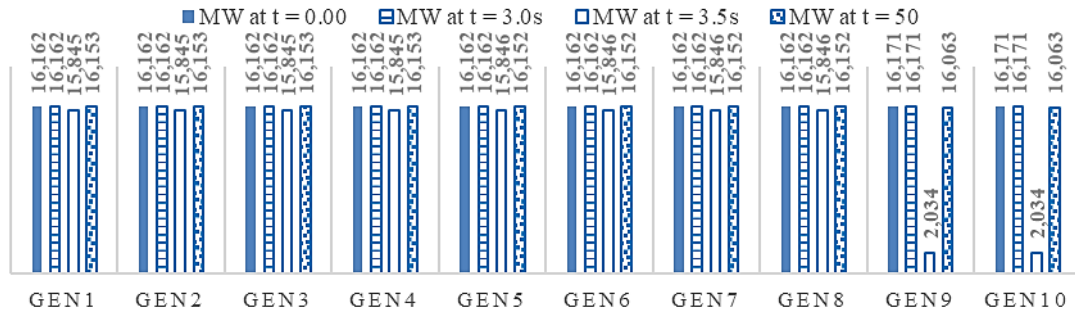 MW at t = 0.00 MW at t = 3.0s MW at t = 3.5s MW at t = 50
16,162 16,162 15,845 16,153
16,162 16,162 15,845 16,153
16,162 16,162 15,845 16,153
16,162 16,162 15,845 16,153
16,162 16,162 15,846 16,152
16,162 16,162 15,846 16,152
16,162 16,162 15,846 16,152
16,162 16,162 15,846 16,152
16,171 16,171 2,034 16,063
16,171 16,171 2,034 16,063
GEN1 GEN2 GEN3 GEN4 GEN5 GEN6 GEN7 GEN8 GEN9 GEN10